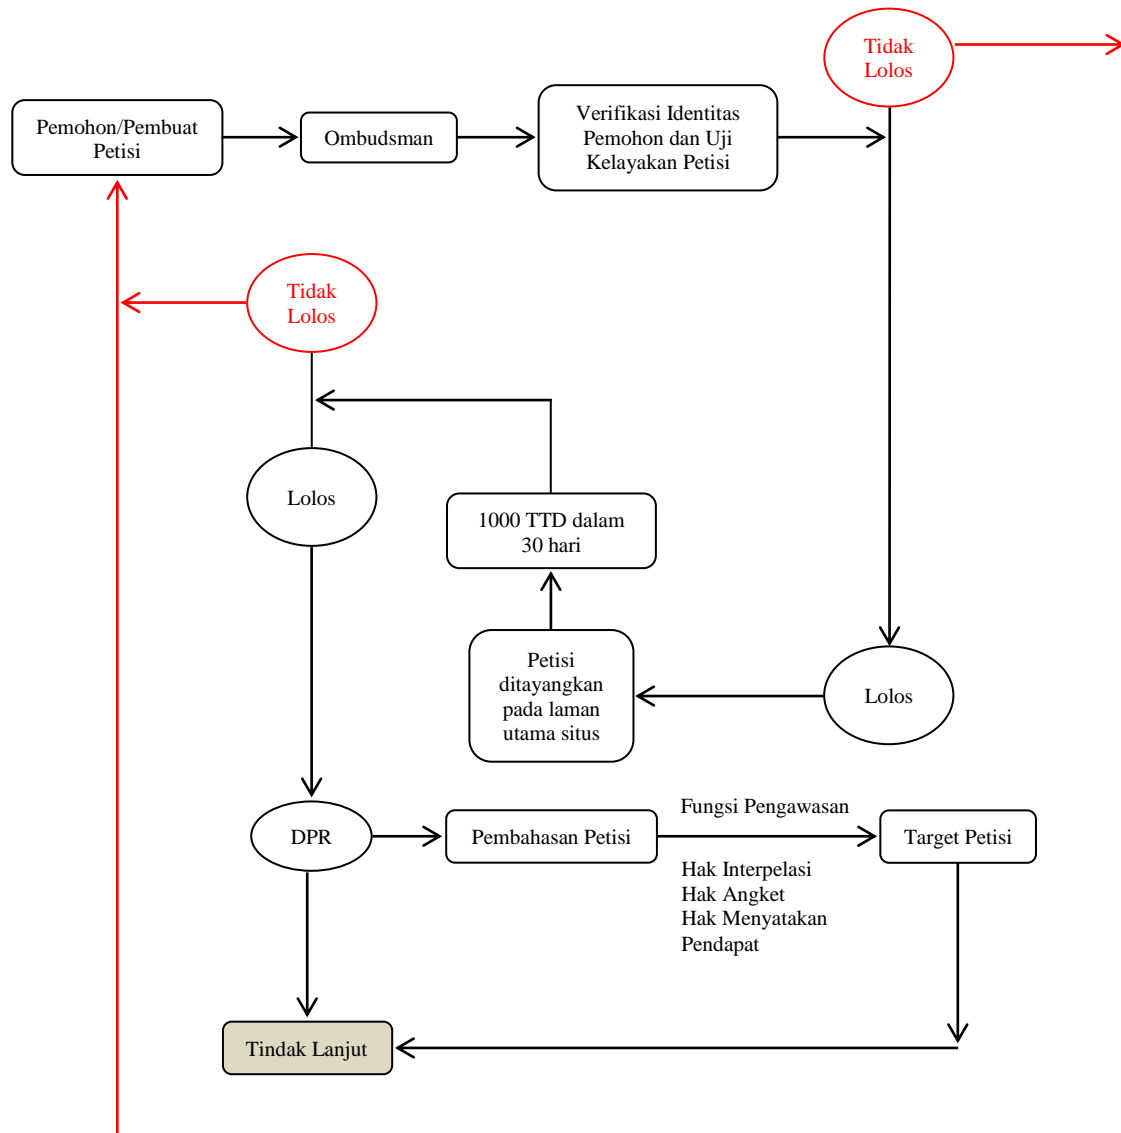 Tidak
Lolos
Pemohon/Pembuat
Petisi
Ombudsman
Verifikasi Identitas
Pemohon dan Uji
Kelayakan Petisi
Tidak
Lolos
Lolos
1000 TTD dalam
30 hari
Petisi
ditayangkan
pada laman
utama situs
Lolos
DPR
Pembahasan Petisi
Fungsi Pengawasan
Hak Interpelasi
Hak Angket
Hak Menyatakan
Pendapat
Target Petisi
Tindak Lanjut